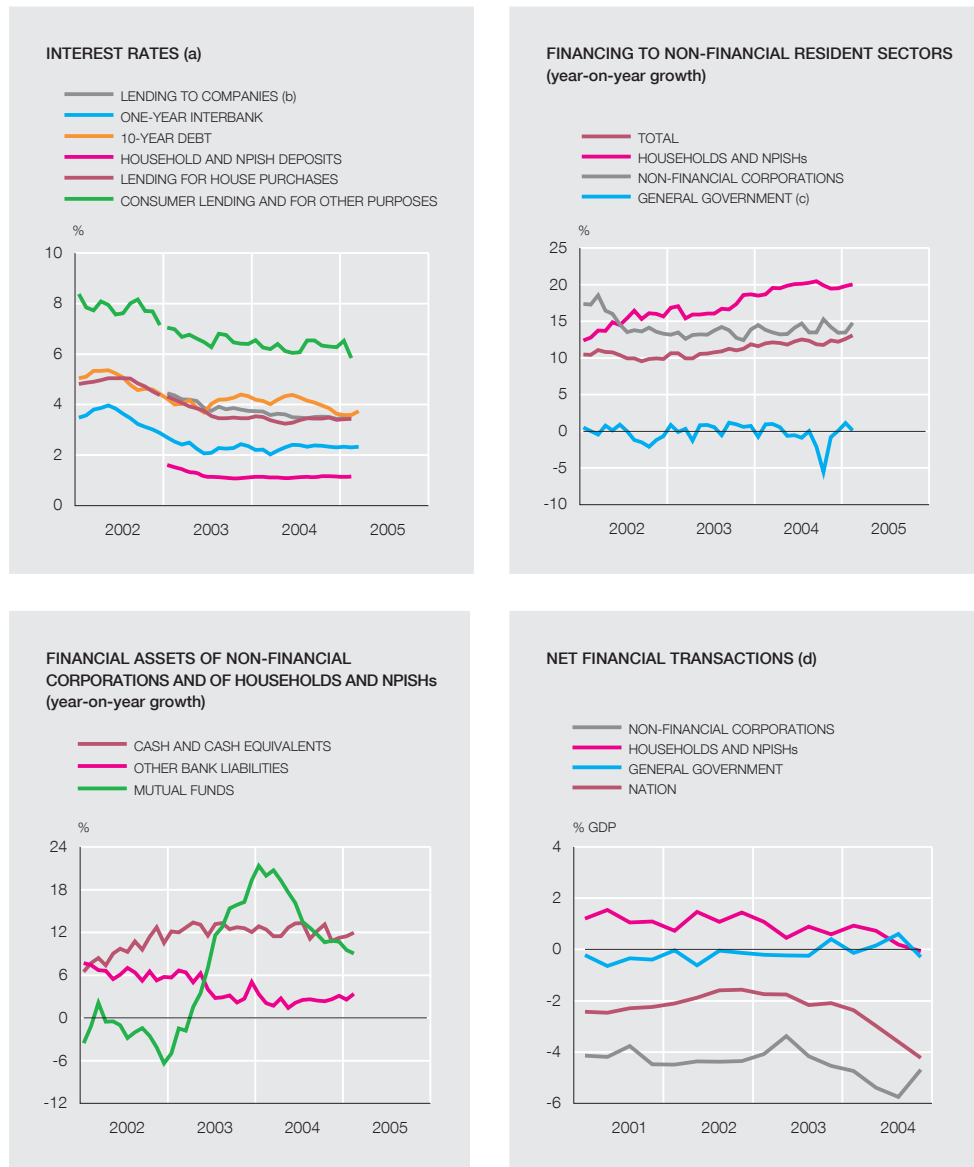 INTEREST RATES (a)
LENDING TO COMPANIES (b)
ONE-YEAR INTERBANK
10-YEAR DEBT
HOUSEHOLD AND NPISH DEPOSITS
LENDING FOR HOUSE PURCHASES
CONSUMER LENDING AND FOR OTHER PURPOSES
%
10
8
6
4
2
0
2002 2003 2004 2005
FINANCING TO NON-FINANCIAL RESIDENT SECTORS
(year-on-year growth)
TOTAL
HOUSEHOLDS AND NPISHs
NON-FINANCIAL CORPORATIONS
GENERAL GOVERNMENT (c)
%
25
20
15
10
5
0
-5
-10
2002 2003 2004 2005
FINANCIAL ASSETS OF NON-FINANCIAL
CORPORATIONS AND OF HOUSEHOLDS AND NPISHs
(year-on-year growth)
CASH AND CASH EQUIVALENTS
OTHER BANK LIABILITIES
MUTUAL FUNDS
%
24
18
12
6
0
-6
-12
2002 2003 2004 2005
NET FINANCIAL TRANSACTIONS (d)
NON-FINANCIAL CORPORATIONS
HOUSEHOLDS AND NPISHs
GENERAL GOVERNMENT
NATION
% GDP
4
2
0
-2
-4
-6
2001 2002 2003 2004